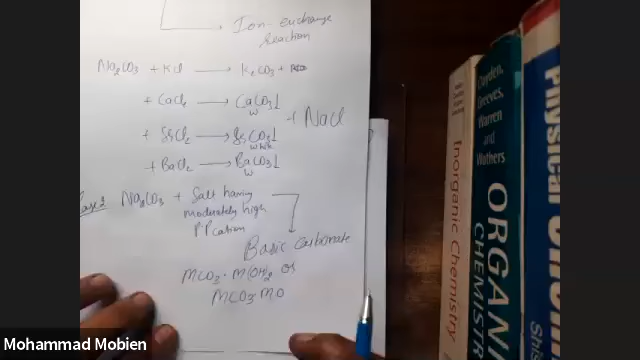 Ion-exchange
reaction
Na2CO3 + KCl → K2CO3 +
+ CaCl2 → CaCO3↓
W
+ NaCl
+ SrCl2 → SrCO3↓
white
+ BaCl2 → BaCO3↓
W
Case 2 Na2CO3 + Salt having
moderately high
P.P cation
Basic Carbonate
MCO3 · M(OH)2 or
MCO3 · MO
Inorganic Chemistry
Clayden, Greeves,
Warren
and
Wothers
ORGANIC
CHEMISTRY
Physical
Mohammad Mobien